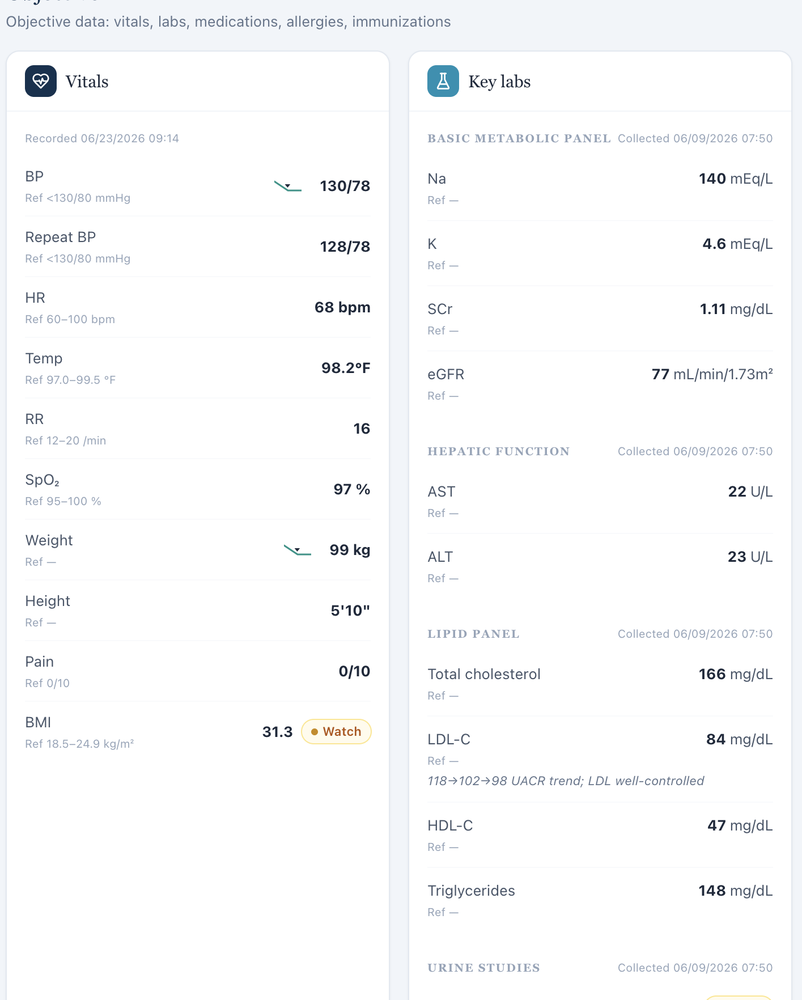 Objective data: vitals, labs, medications, allergies, immunizations
Vitals
Recorded 06/23/2026 09:14
BP
130/78
Ref <130/80 mmHg
Repeat BP
128/78
Ref <130/80 mmHg
HR
68 bpm
Ref 60–100 bpm
Temp
98.2°F
Ref 97.0–99.5 °F
RR
16
Ref 12–20 /min
SpO₂
97 %
Ref 95–100 %
Weight
99 kg
Ref —
Height
5'10"
Ref —
Pain
0/10
Ref 0/10
BMI
31.3 Watch
Ref 18.5–24.9 kg/m²
Key labs
BASIC METABOLIC PANEL Collected 06/09/2026 07:50
Na 140 mEq/L
Ref —
K 4.6 mEq/L
Ref —
SCr 1.11 mg/dL
Ref —
eGFR 77 mL/min/1.73m²
Ref —
HEPATIC FUNCTION Collected 06/09/2026 07:50
AST 22 U/L
Ref —
ALT 23 U/L
Ref —
LIPID PANEL Collected 06/09/2026 07:50
Total cholesterol 166 mg/dL
Ref —
LDL-C 84 mg/dL
Ref —
118→102→98 UACR trend; LDL well-controlled
HDL-C 47 mg/dL
Ref —
Triglycerides 148 mg/dL
Ref —
URINE STUDIES Collected 06/09/2026 07:50